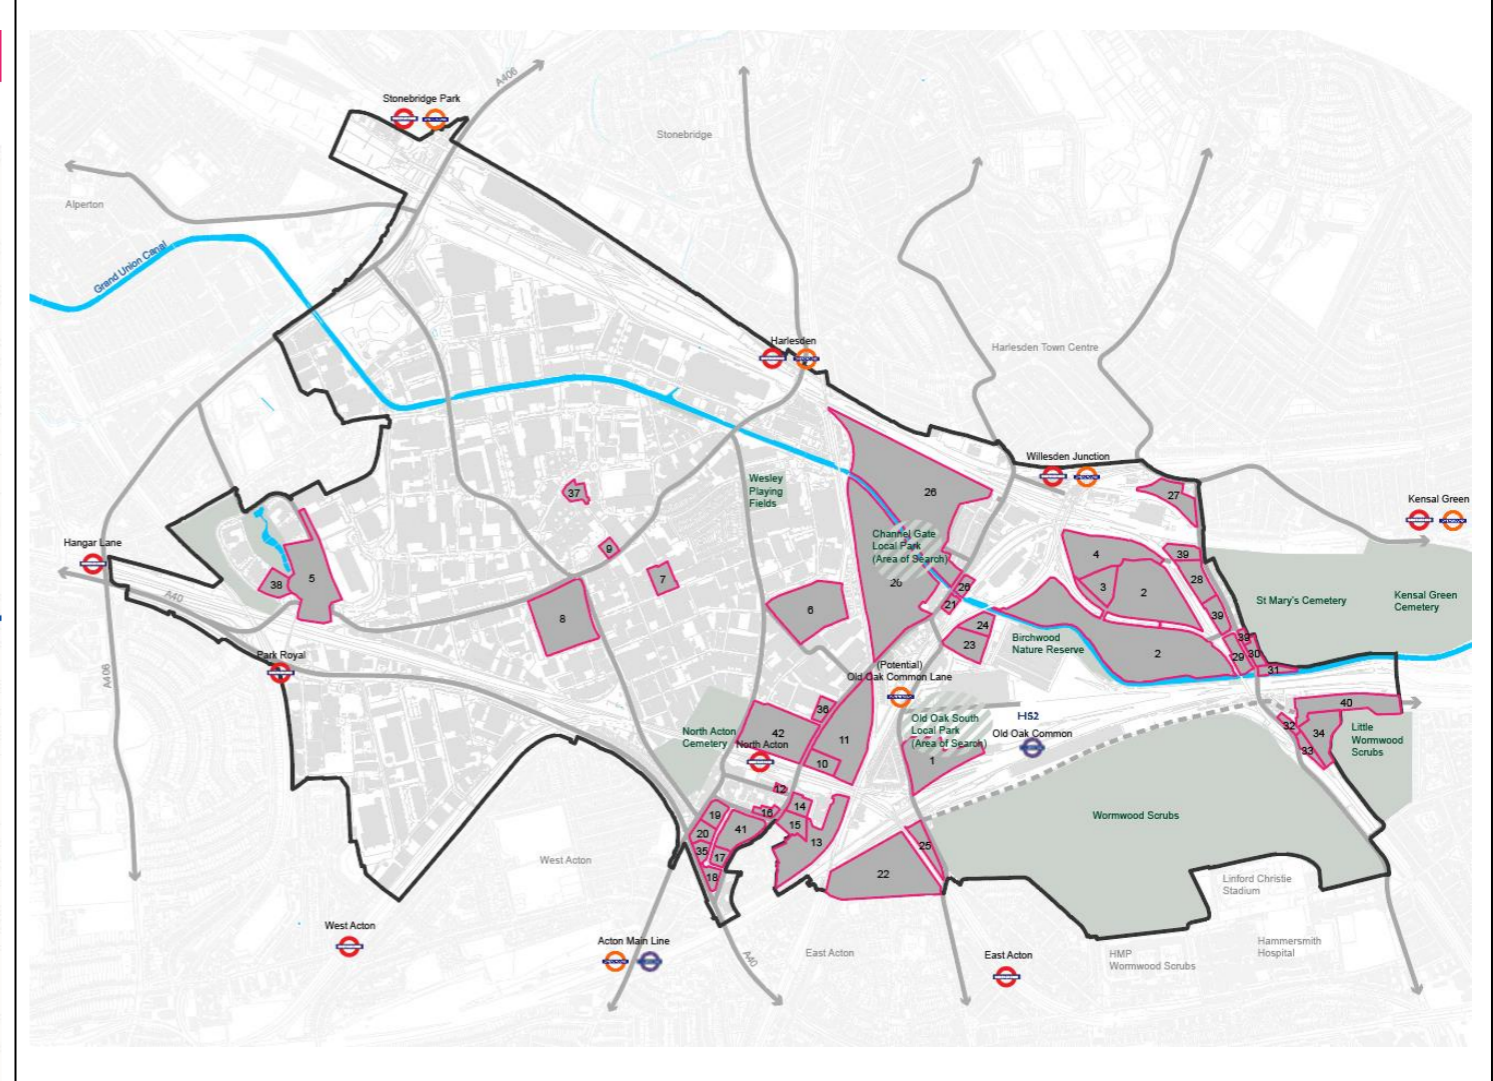 A406
Stonebridge Park
Stonebridge
Alperton
Grand Union Canal
Harlesden
Harlesden Town Centre
Willesden Junction
Kensal Green
Wesley
Playing
Fields
37
26
27
Channel Gate
Local Park
(Area of Search)
26
Hangar Lane
A40
38
5
9
7
8
6
26
21
24
23
4
3
2
2
39
28
39
39
29
30
31
St Mary's Cemetery
Kensal Green
Cemetery
Birchwood
Nature Reserve
Park Royal
A406
(Potential)
Old Oak Common Lane
North Acton
Cemetery
North Acton
36
42
11
10
Old Oak South
Local Park
(Area of Search)
1
HS2
Old Oak Common
40
32
34
33
Little
Wormwood
Scrubs
12
14
16
15
13
19
20
41
35
17
18
25
22
Wormwood Scrubs
West Acton
Linford Christie
Stadium
West Acton
Acton Main Line
A40
East Acton
East Acton
HMP
Wormwood Scrubs
Hammersmith
Hospital